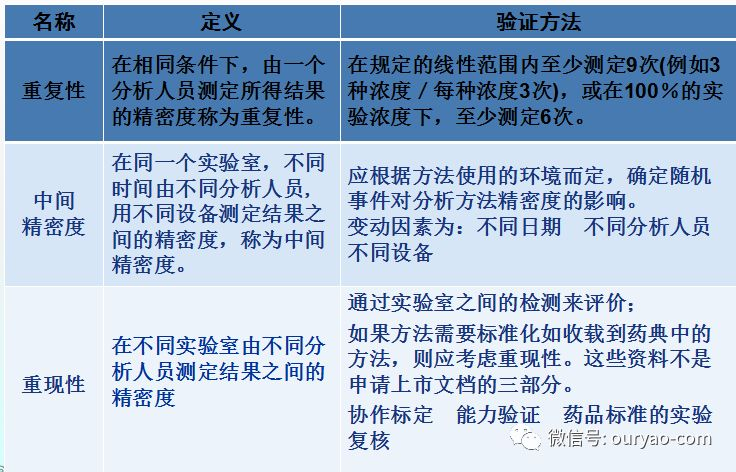 名称
定义
验证方法
重复性
在相同条件下，由一个
分析人员测定所得结果
的精密度称为重复性。
在规定的线性范围内至少测定9次(例如3
种浓度／每种浓度3次)，或在100％的实
验浓度下，至少测定6次。
中间
精密度
在同一个实验室，不同
时间由不同分析人员,
用不同设备测定结果之
间的精密度，称为中间
精密度。
应根据方法使用的环境而定，确定随机
事件对分析方法精密度的影响。
变动因素为：不同日期 不同分析人员
不同设备
重现性
在不同实验室由不同分
析人员测定结果之间的
精密度
通过实验室之间的检测来评价；
如果方法需要标准化如收载到药典中的
方法，则应考虑重现性。这些资料不是
申请上市文档的三部分。
协作标定 能力验证 药品标准的实验
复核
微信号: ouryao-com